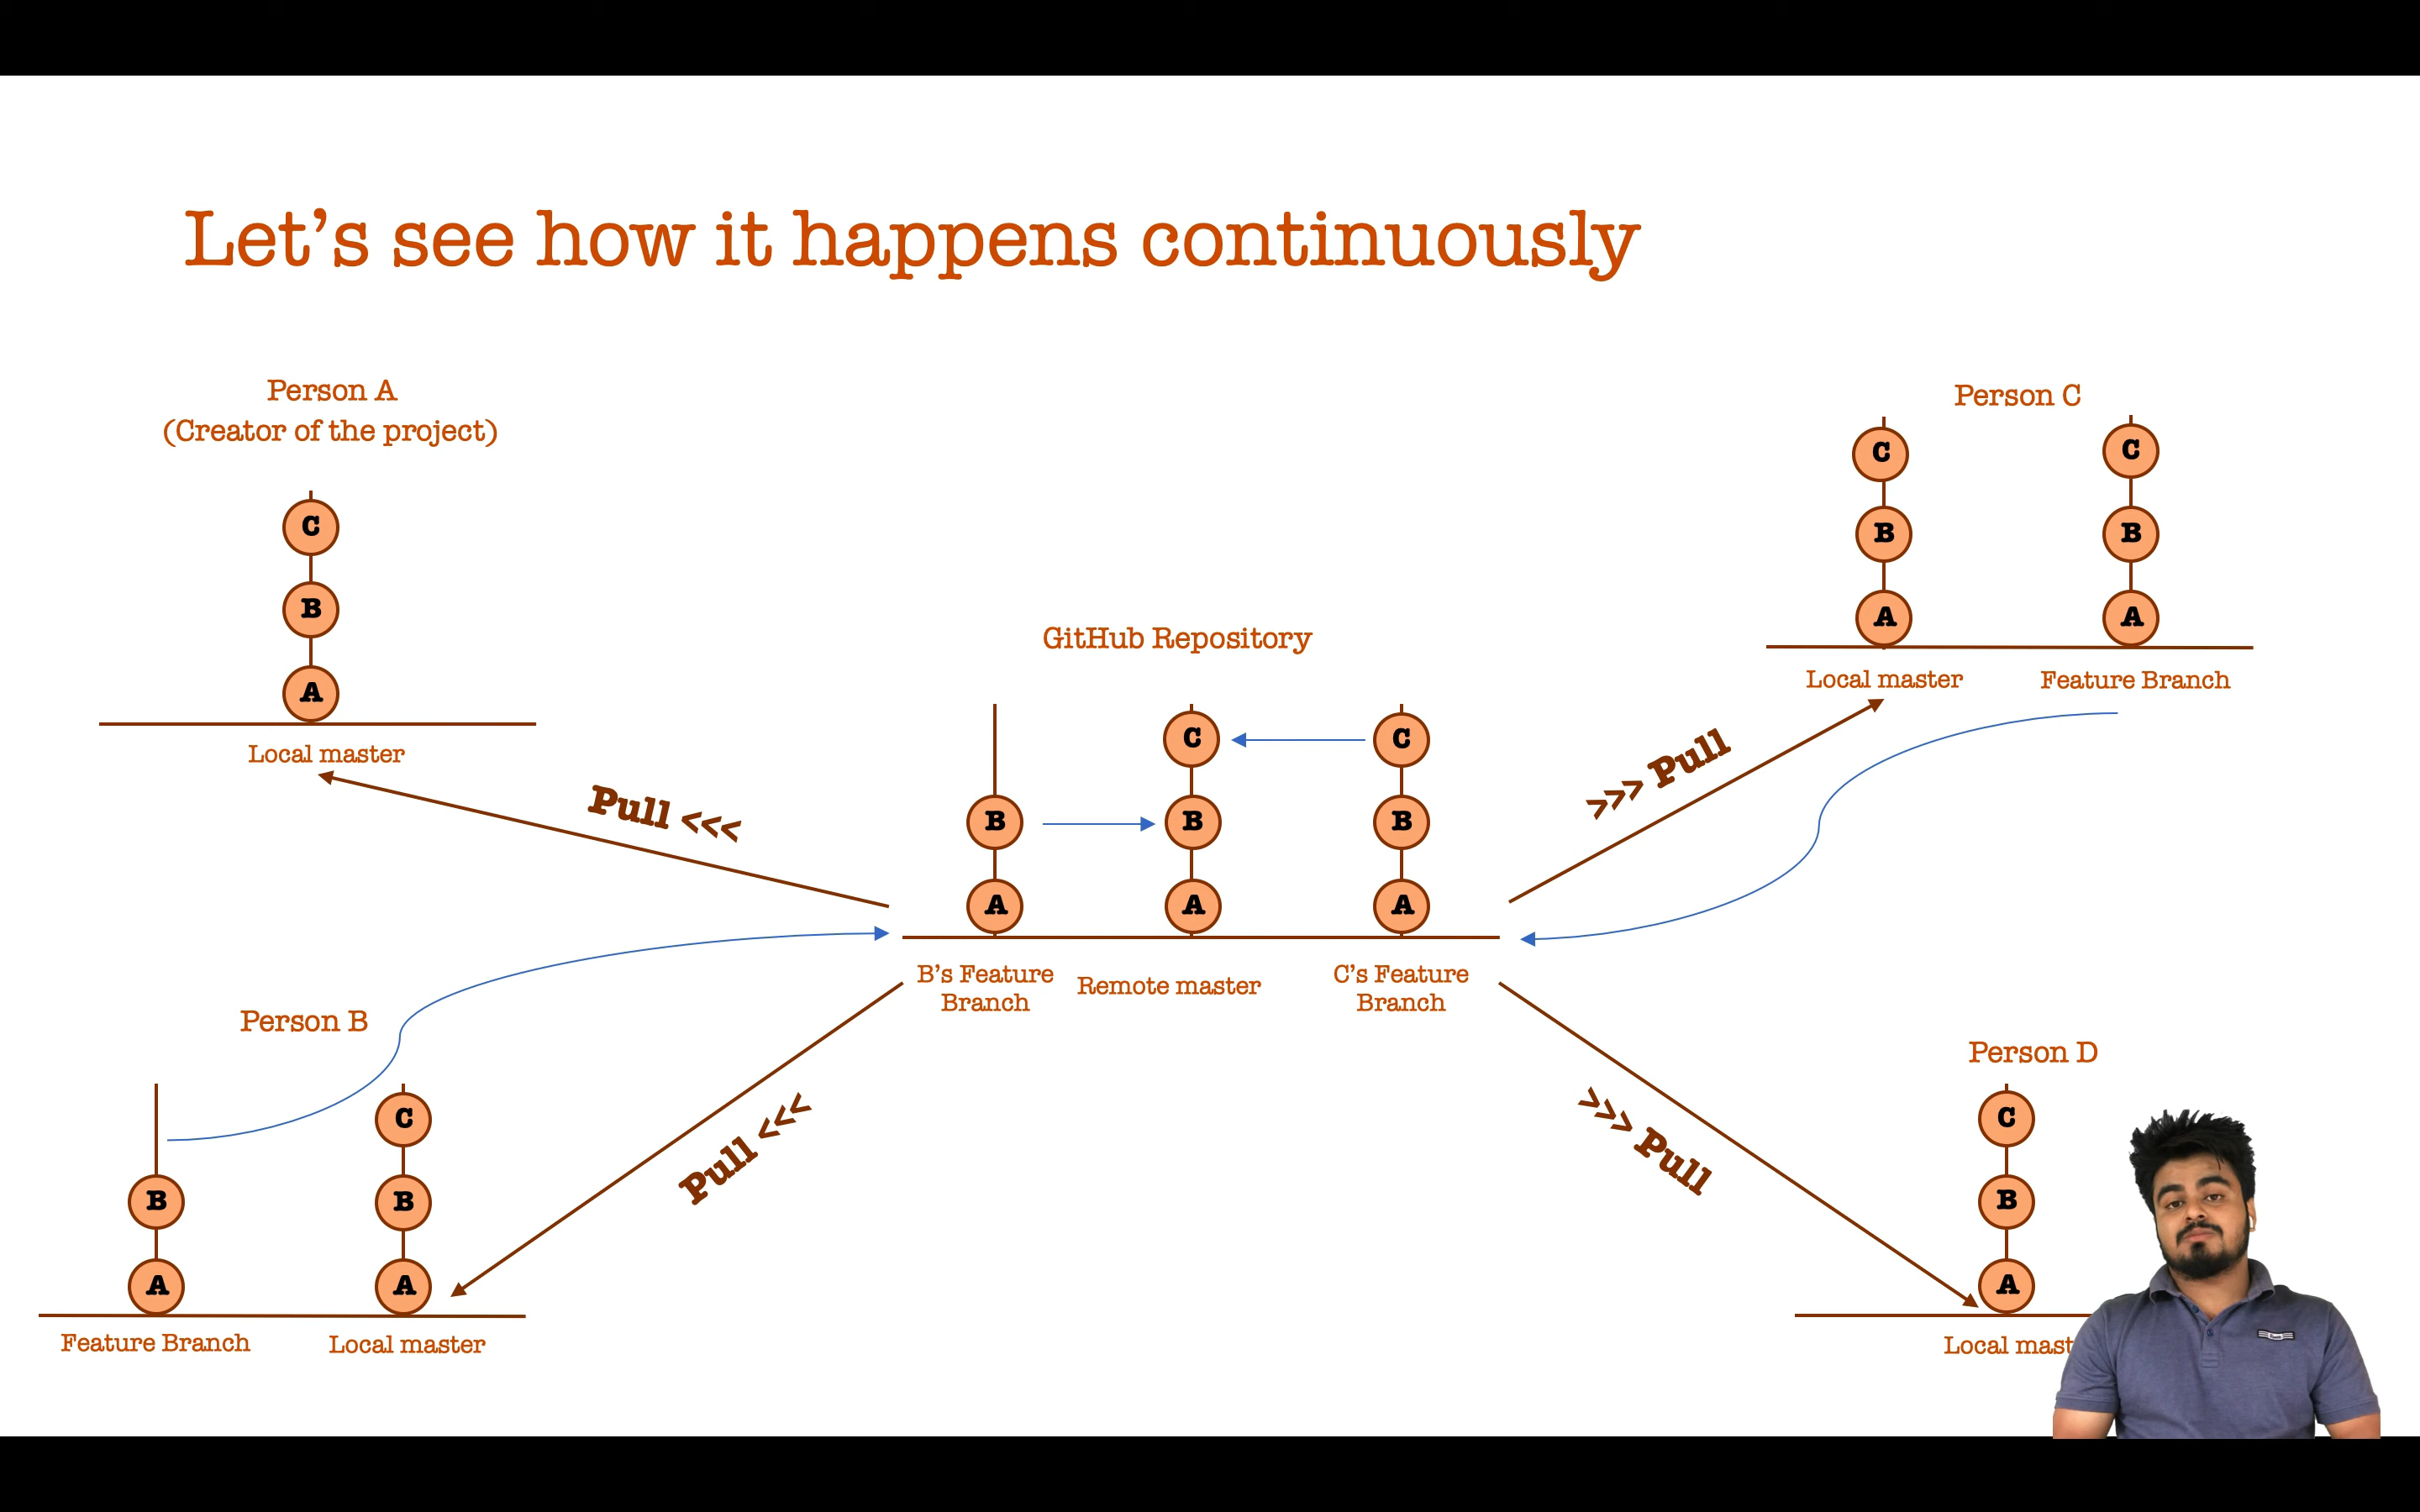 Let's see how it happens continuously
Person A
(Creator of the project)
C
B
A
Local master
Pull <<<
Person C
C
B
A
C
B
A
Local master
Feature Branch
>>> Pull
GitHub Repository
B
A
C
B
A
C
B
A
B's Feature
Branch
Remote master
C's Feature
Branch
Person B
B
A
C
B
A
Feature Branch
Local master
Pull <<<
>>> Pull
Person D
C
B
A
Local mast